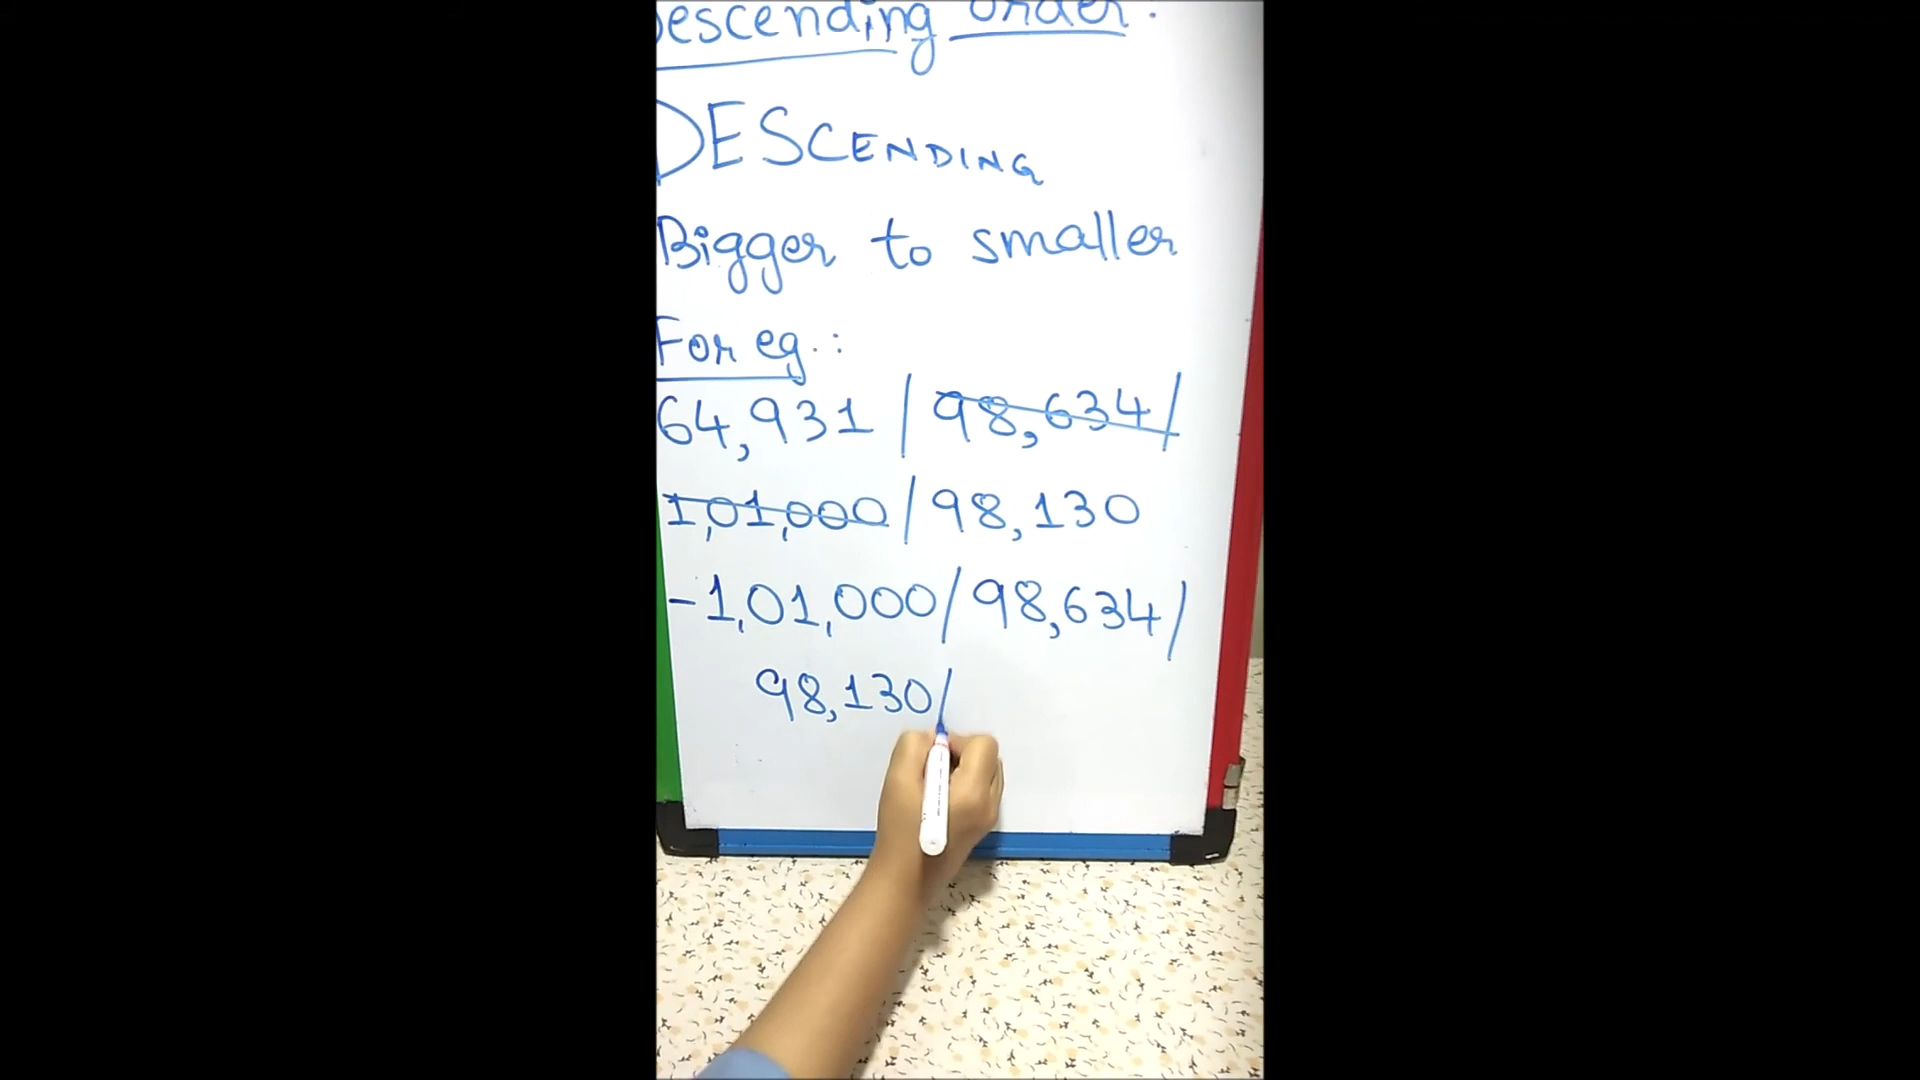 Descending order.
DESCENDING
Bigger to smaller
For eg.:
64,931 / 98,634 /
1,01,000 / 98,130
- 1,01,000 / 98,634 /
98,130 /